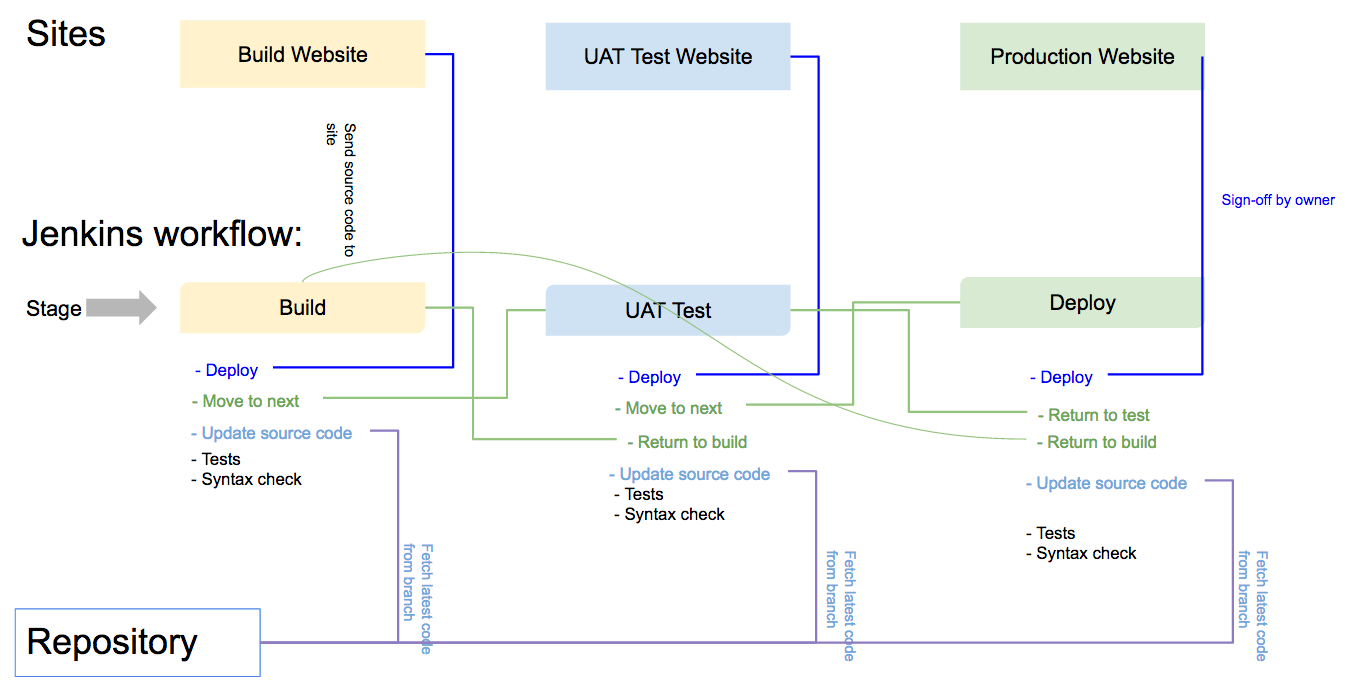 Sites
Build Website
UAT Test Website
Production Website
Send source code to
site
Sign-off by owner
Jenkins workflow:
Stage
Build
UAT Test
Deploy
- Deploy
- Move to next
- Update source code
- Tests
- Syntax check
- Deploy
- Move to next
- Return to build
- Update source code
- Tests
- Syntax check
- Deploy
- Return to test
- Return to build
- Update source code
- Tests
- Syntax check
Fetch latest code
from branch
Fetch latest code
from branch
Fetch latest code
from branch
Repository